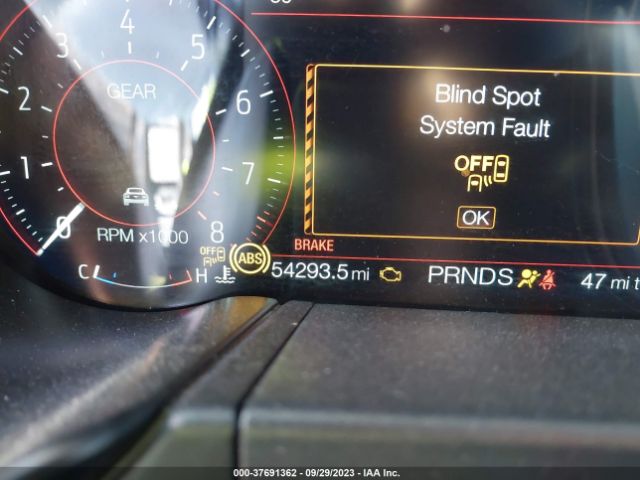 4
3
5
GEAR
2
6
1
7
0
8
RPM x1000
Blind Spot
System Fault
OFF
OK
OFF
ABS
BRAKE
C
H
54293.5 mi
PRNDS
47 mi t
000-37691362 - 09/29/2023 - IAA Inc.